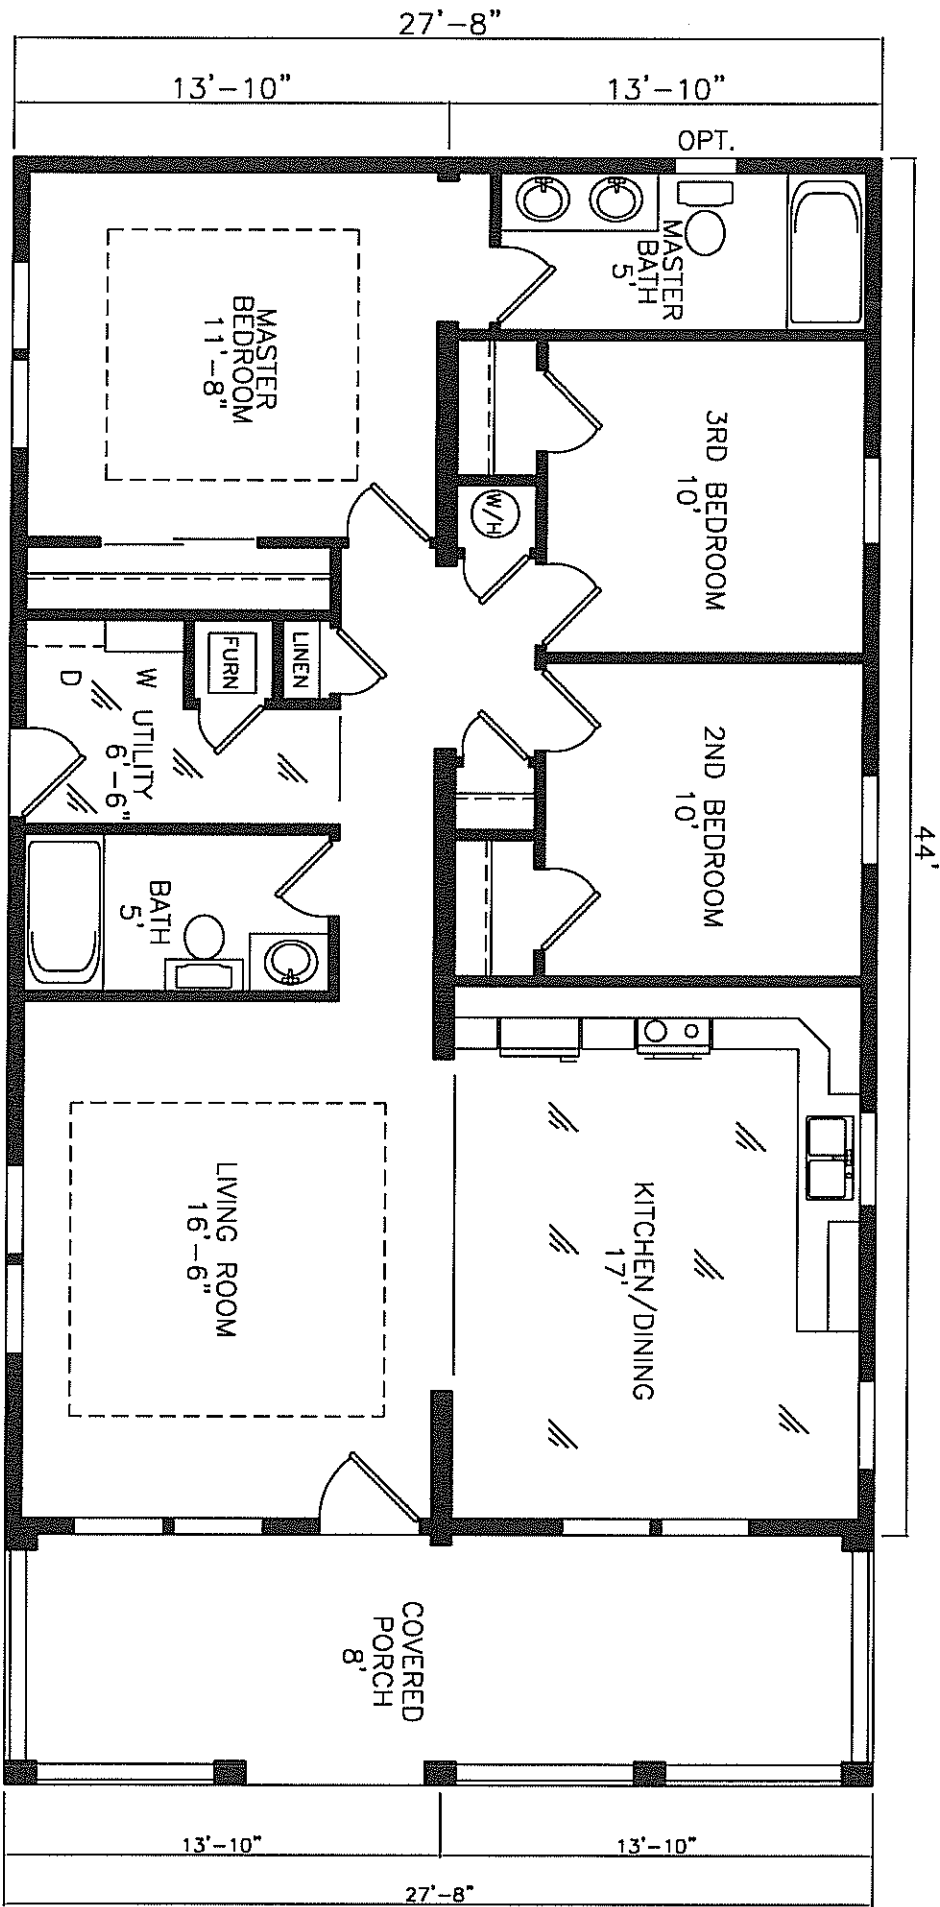 27'-8"
13'-10"
13'-10"
OPT.
MASTER
BATH
5'
MASTER
BEDROOM
11'-8"
3RD BEDROOM
10'
W/H
LINEN
FURN
W
D
UTILITY
6'-6"
2ND BEDROOM
10'
44'
BATH
5'
KITCHEN/DINING
17'
LIVING ROOM
16'-6"
COVERED
PORCH
8'
13'-10"
13'-10"
27'-8"